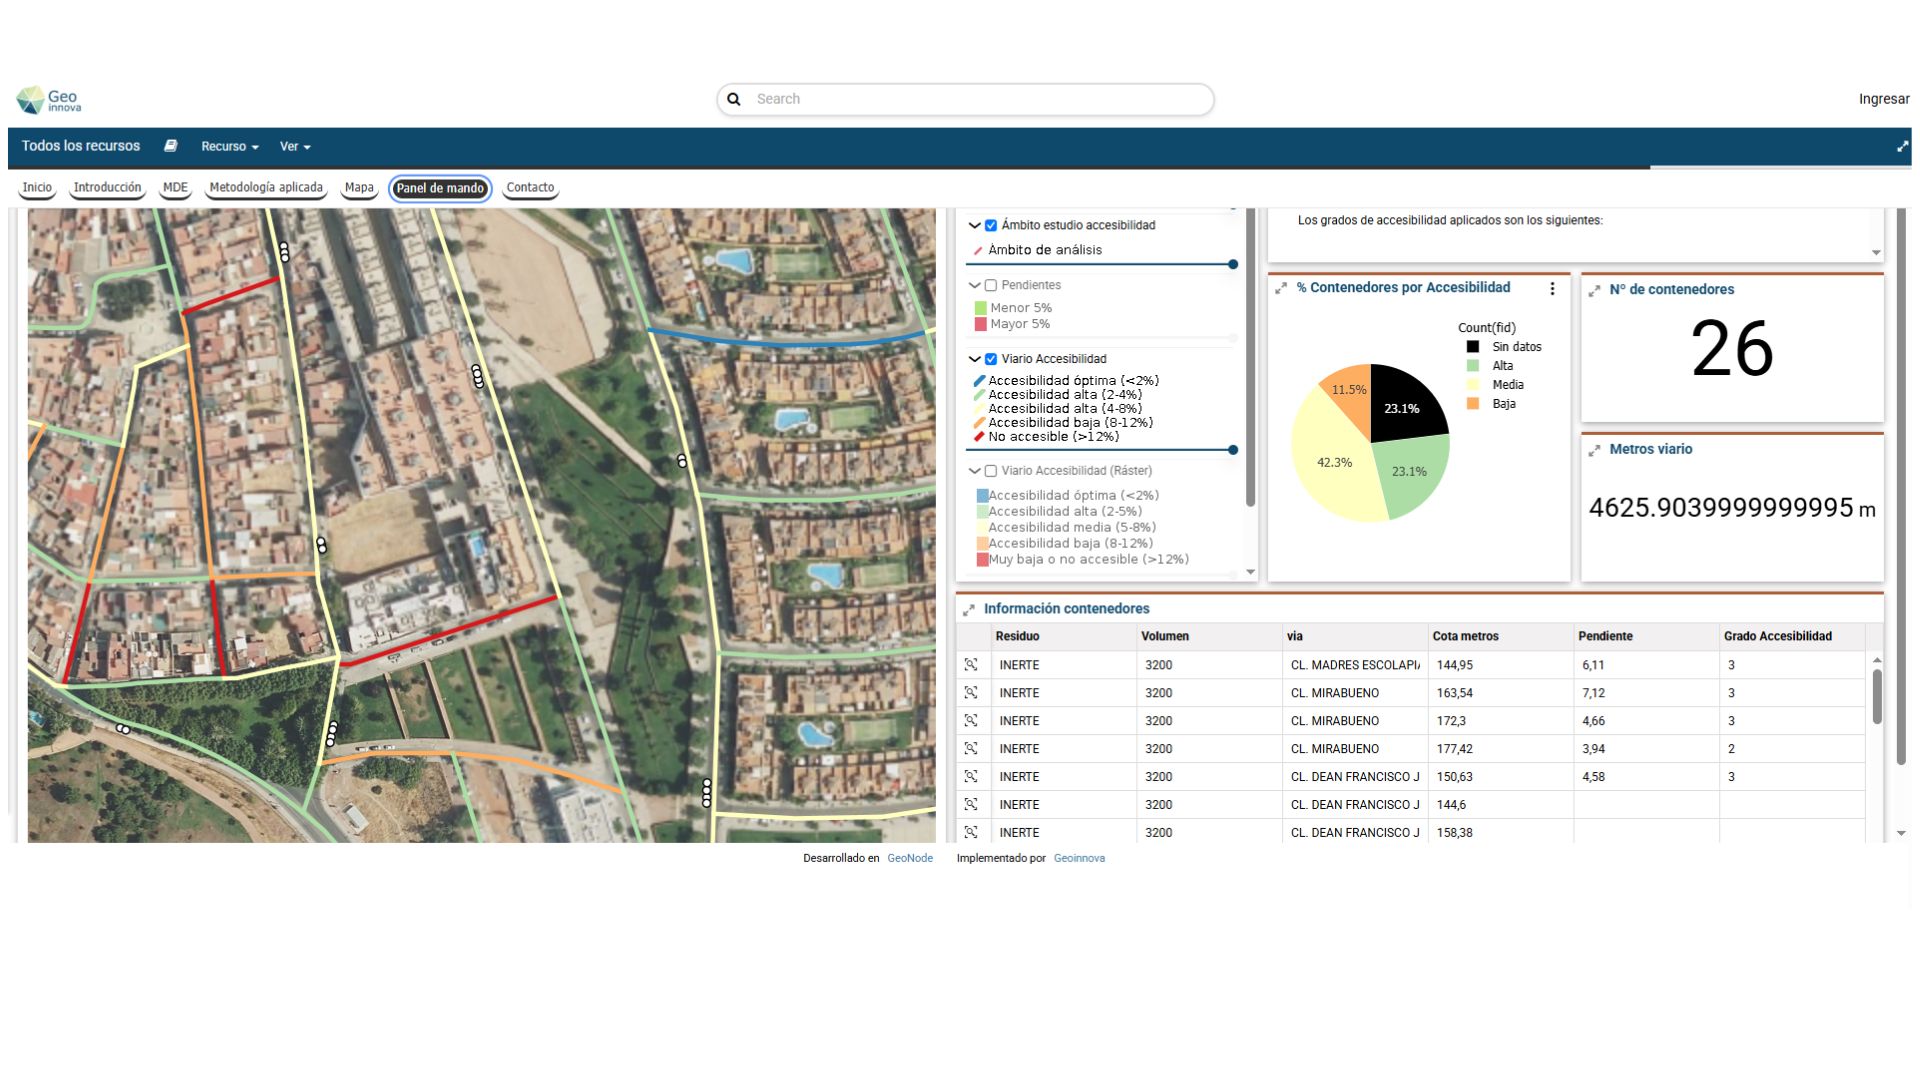 Geo
innova
Search
Ingresar
Todos los recursos
Recurso
Ver
Inicio
Introducción
MDE
Metodología aplicada
Mapa
Panel de mando
Contacto
Ámbito estudio accesibilidad
Ámbito de análisis
Pendientes
Menor 5%
Mayor 5%
Viario Accesibilidad
Accesibilidad óptima (<2%)
Accesibilidad alta (2-4%)
Accesibilidad alta (4-8%)
Accesibilidad baja (8-12%)
No accesible (>12%)
Viario Accesibilidad (Ráster)
Accesibilidad óptima (<2%)
Accesibilidad alta (2-5%)
Accesibilidad media (5-8%)
Accesibilidad baja (8-12%)
Muy baja o no accesible (>12%)
Los grados de accesibilidad aplicados son los siguientes:
% Contenedores por Accesibilidad
Count(fid)
Sin datos
Alta
Media
Baja
11.5%
23.1%
42.3%
23.1%
Nº de contenedores
26
Metros viario
4625.9039999999995 m
Información contenedores
Residuo Volumen via Cota metros Pendiente Grado Accesibilidad
INERTE 3200 CL. MADRES ESCOLAPI 144,95 6,11 3
INERTE 3200 CL. MIRABUENO 163,54 7,12 3
INERTE 3200 CL. MIRABUENO 172,3 4,66 3
INERTE 3200 CL. MIRABUENO 177,42 3,94 2
INERTE 3200 CL. DEAN FRANCISCO J 150,63 4,58 3
INERTE 3200 CL. DEAN FRANCISCO J 144,6
INERTE 3200 CL. DEAN FRANCISCO J 158,38
Desarrollado en GeoNode Implementado por Geoinnova